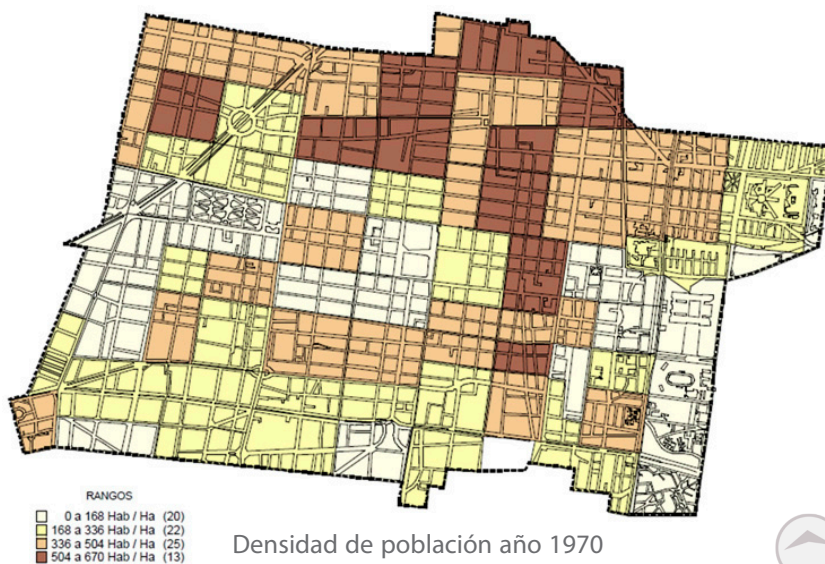 RANGOS
0 a 168 Hab / Ha (20)
168 a 336 Hab / Ha (22)
336 a 504 Hab / Ha (25)
504 a 670 Hab / Ha (13)
Densidad de población año 1970